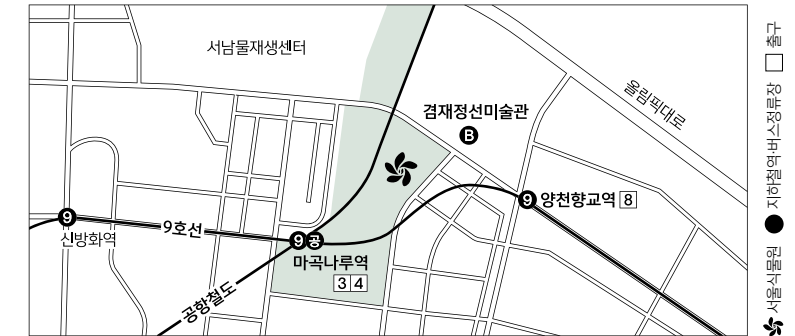 서남물재생센터
겸재정선미술관
B
올림픽대로
9 양천향교역 8
9
신방화역
9호선
9 공
마곡나루역
3 4
공항철도
서울식물원 지하철역·버스정류장 출구